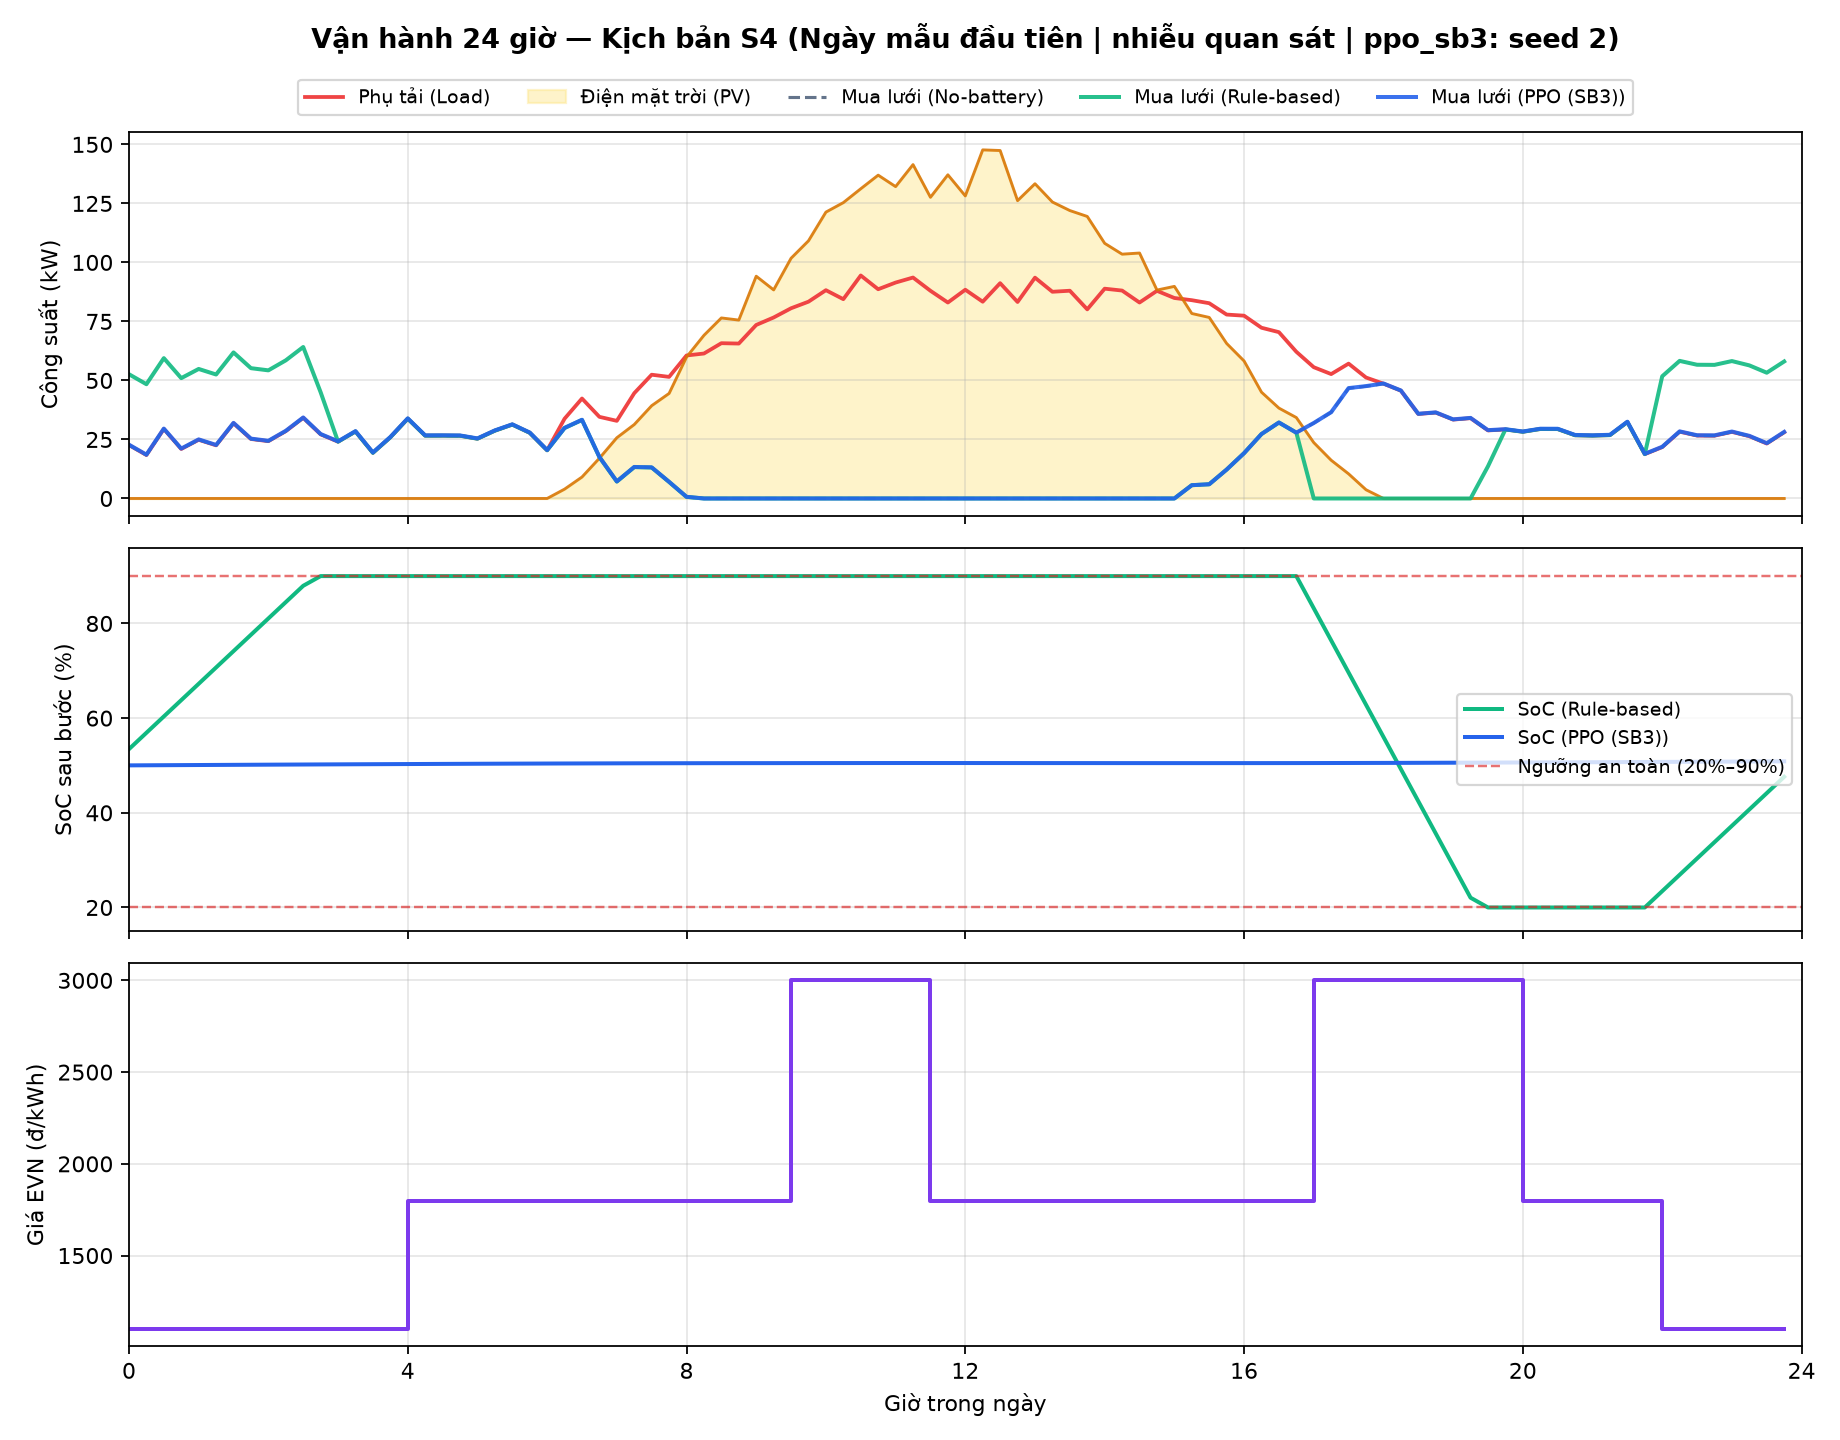 Vận hành 24 giờ — Kịch bản S4 (Ngày mẫu đầu tiên | nhiễu quan sát | ppo_sb3: seed 2)
Phụ tải (Load)
Điện mặt trời (PV)
Mua lưới (No-battery)
Mua lưới (Rule-based)
Mua lưới (PPO (SB3))
Công suất (kW)
150
125
100
75
50
25
0
SoC sau bước (%)
80
60
40
20
SoC (Rule-based)
SoC (PPO (SB3))
Ngưỡng an toàn (20%–90%)
Giá EVN (đ/kWh)
3000
2500
2000
1500
0
4
8
12
16
20
24
Giờ trong ngày